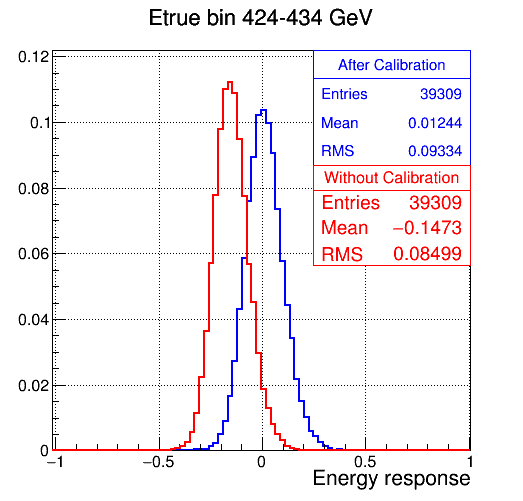 Etrue bin 424-434 GeV
0.12
0.1
0.08
0.06
0.04
0.02
0
After Calibration
Entries 39309
Mean 0.01244
RMS 0.09334
Without Calibration
Entries 39309
Mean −0.1473
RMS 0.08499
−1 −0.5 0 0.5 1
Energy response